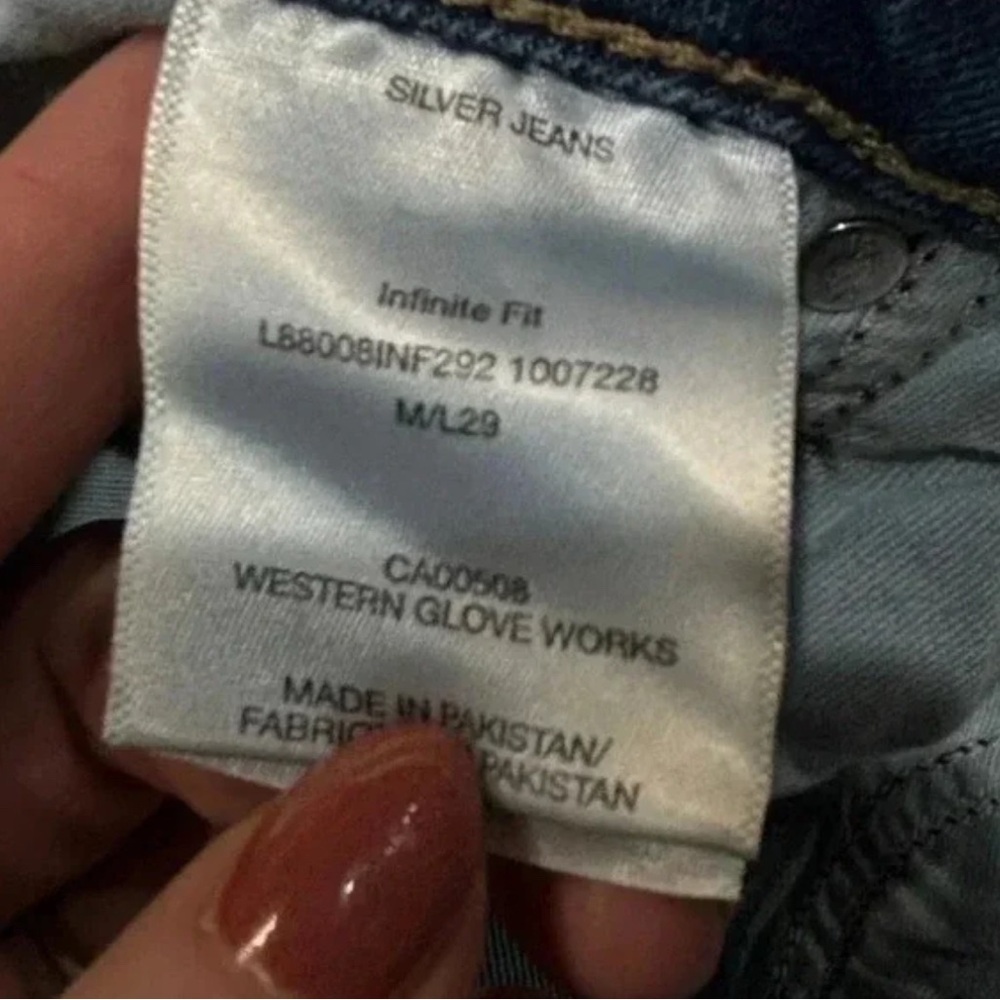 SILVER JEANS
Infinite Fit
L88008INF292 1007228
M/L29
CA00508
WESTERN GLOVE WORKS
MADE IN PAKISTAN/
PAKISTAN